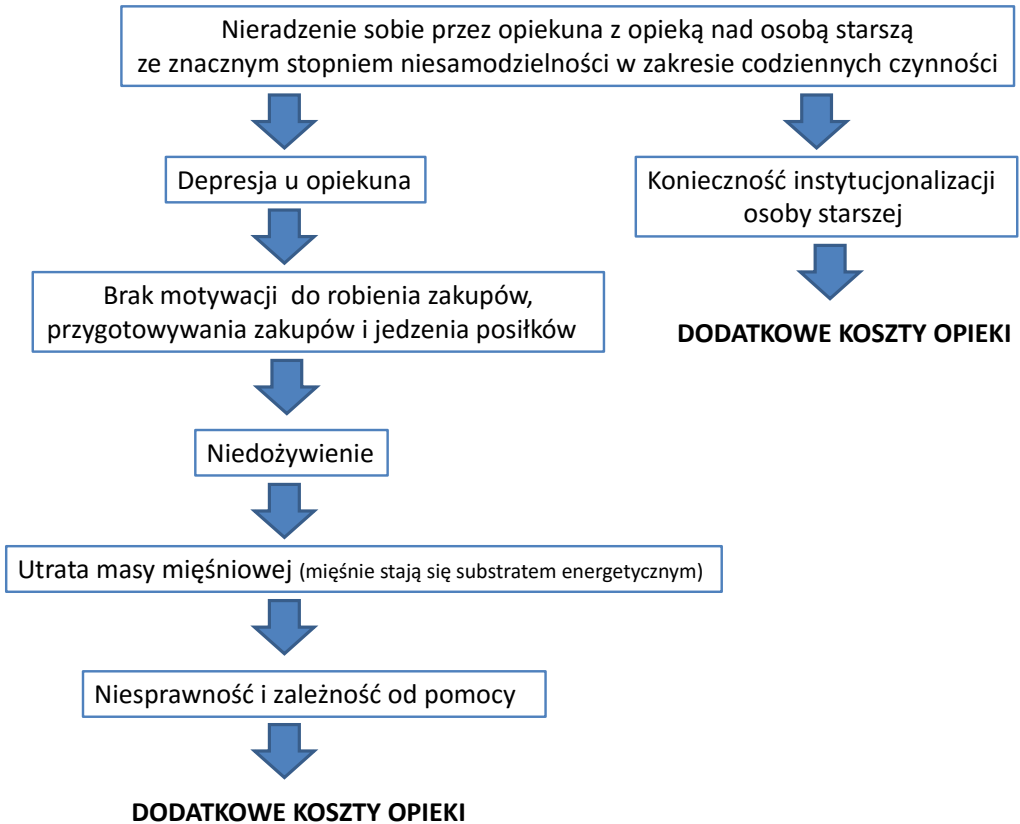 Nieradzenie sobie przez opiekuna z opieką nad osobą starszą
ze znacznym stopniem niesamodzielności w zakresie codziennych czynności
Depresja u opiekuna
Konieczność instytucjonalizacji
osoby starszej
Brak motywacji do robienia zakupów,
przygotowywania zakupów i jedzenia posiłków
DODATKOWE KOSZTY OPIEKI
Niedożywienie
Utrata masy mięśniowej (mięśnie stają się substratem energetycznym)
Niesprawność i zależność od pomocy
DODATKOWE KOSZTY OPIEKI